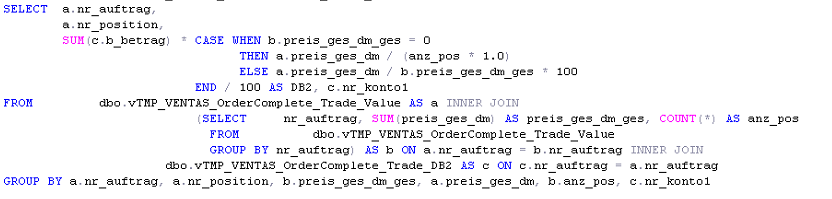 SELECT a.nr_auftrag,
a.nr_position,
SUM(c.b_betrag) * CASE WHEN b.preis_ges_dm_ges = 0
THEN a.preis_ges_dm / (anz_pos * 1.0)
ELSE a.preis_ges_dm / b.preis_ges_dm_ges * 100
END / 100 AS DB2, c.nr_konto1
FROM dbo.vTMP_VENTAS_OrderComplete_Trade_Value AS a INNER JOIN
(SELECT nr_auftrag, SUM(preis_ges_dm) AS preis_ges_dm_ges, COUNT(*) AS anz_pos
FROM dbo.vTMP_VENTAS_OrderComplete_Trade_Value
GROUP BY nr_auftrag) AS b ON a.nr_auftrag = b.nr_auftrag INNER JOIN
dbo.vTMP_VENTAS_OrderComplete_Trade_DB2 AS c ON c.nr_auftrag = a.nr_auftrag
GROUP BY a.nr_auftrag, a.nr_position, b.preis_ges_dm_ges, a.preis_ges_dm, b.anz_pos, c.nr_konto1